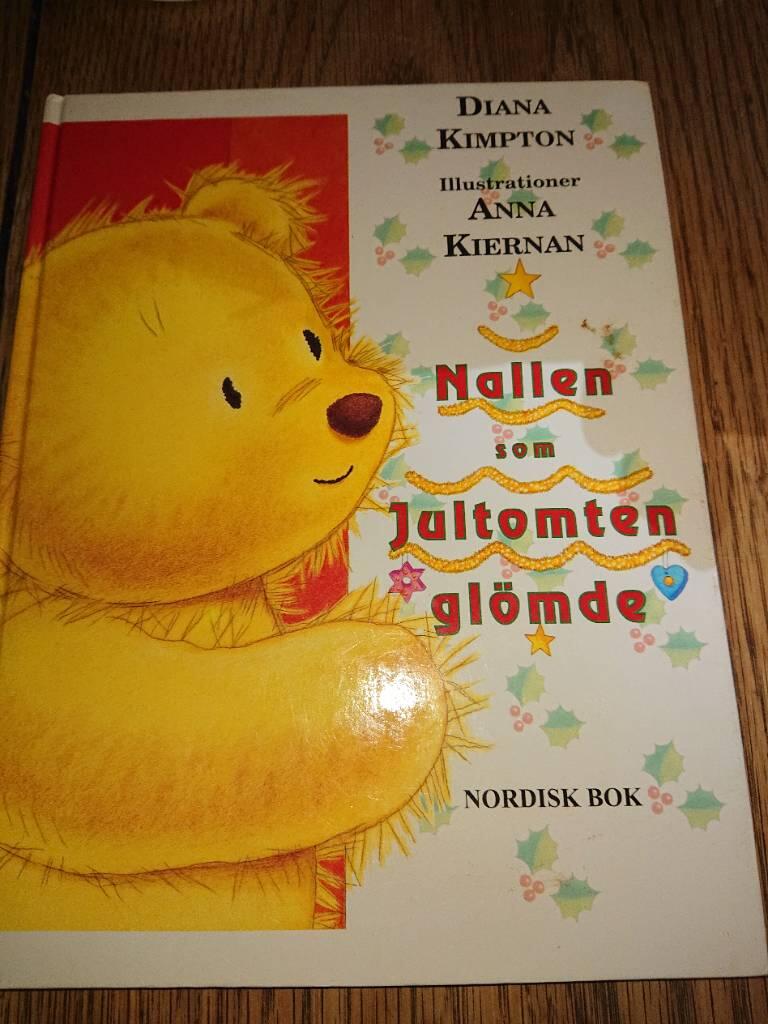 DIANA
KIMPTON
Illustrationer
ANNA
KIERNAN
Nallen
som
Jultomten
glömde
NORDISK BOK